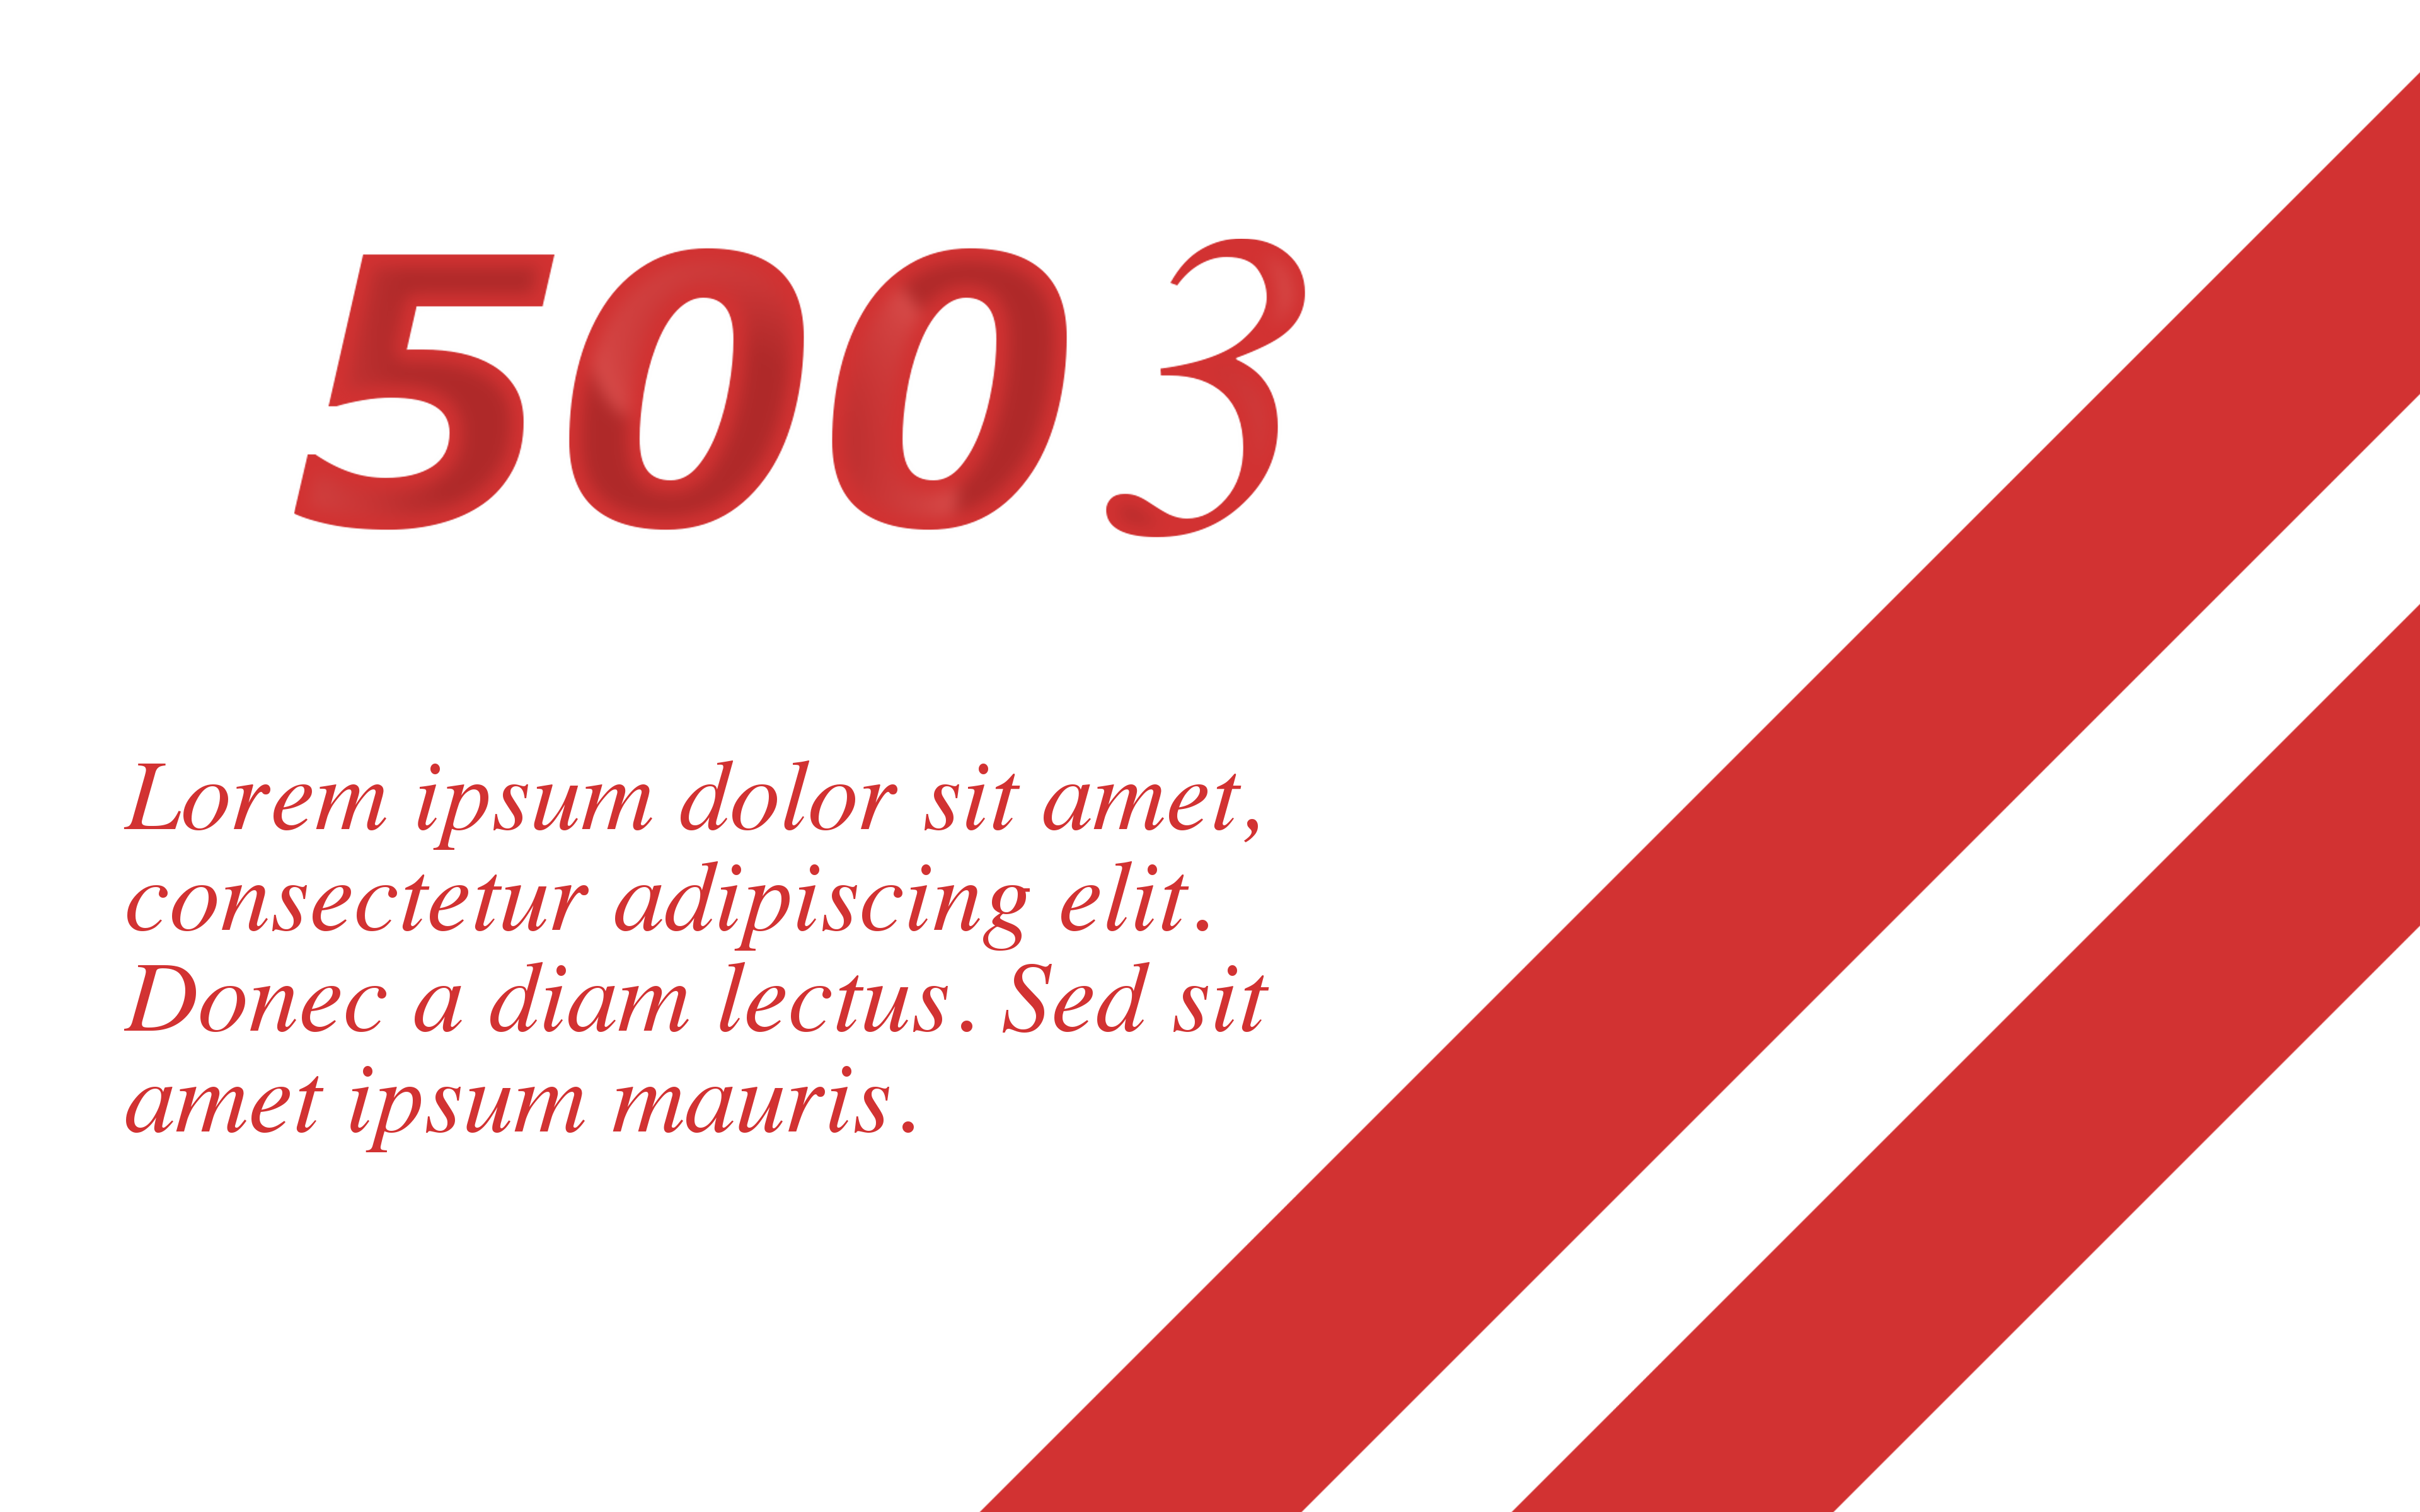 5003
Lorem ipsum dolor sit amet,
consectetur adipiscing elit.
Donec a diam lectus. Sed sit
amet ipsum mauris.